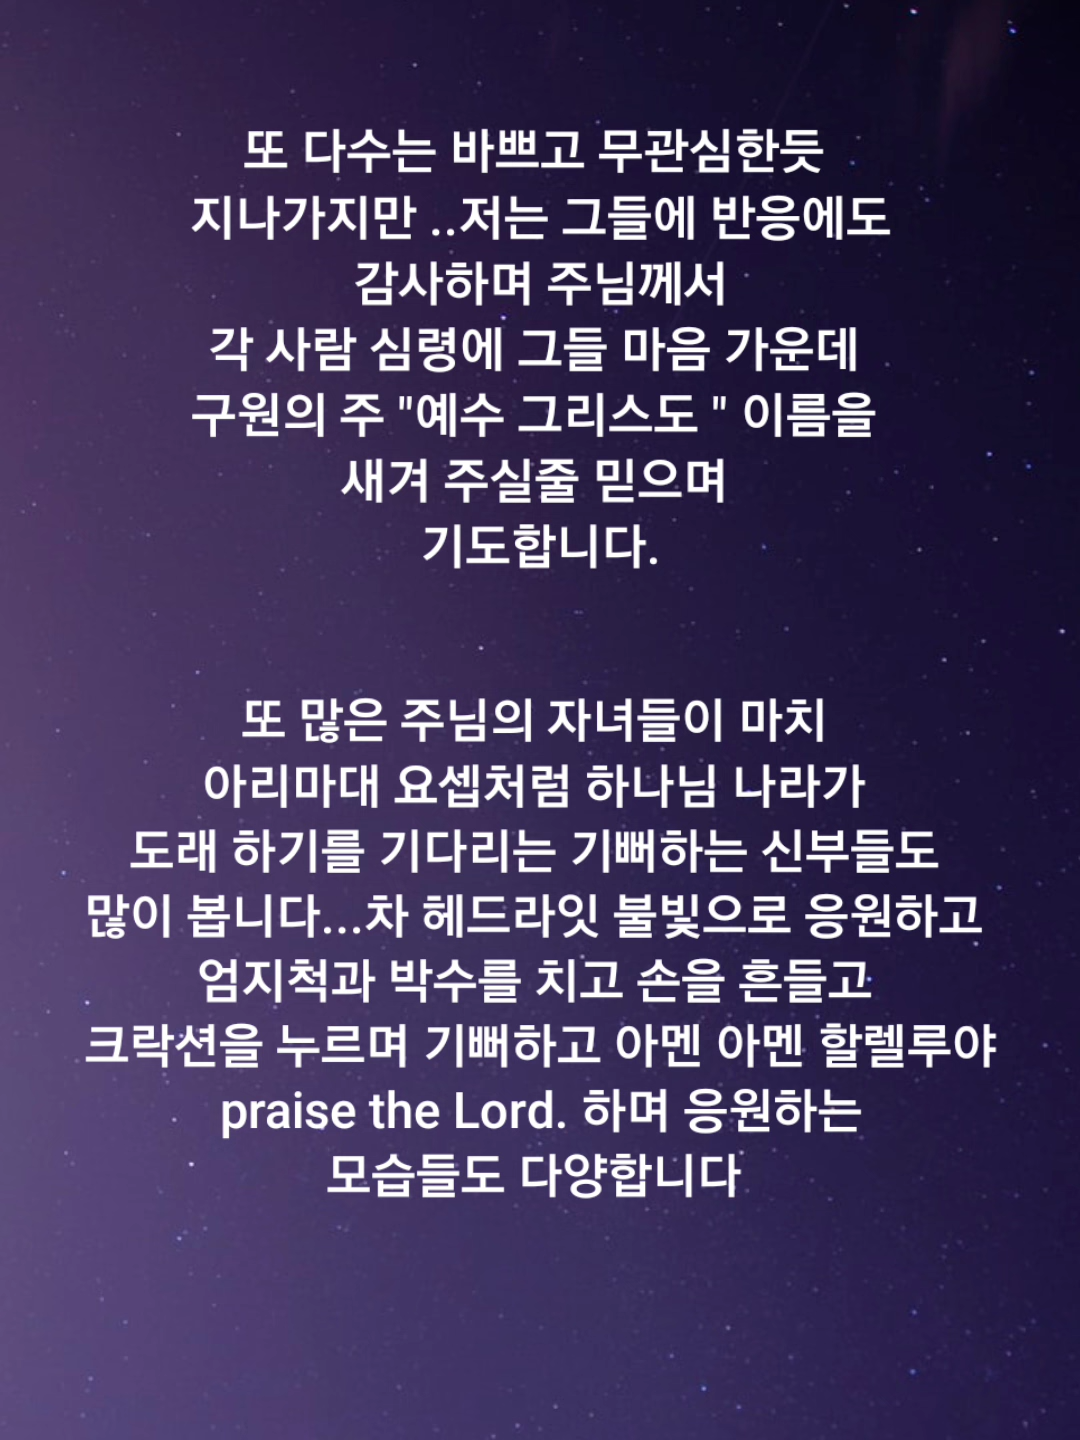 또 다수는 바쁘고 무관심한듯
지나가지만 ..저는 그들에 반응에도
감사하며 주님께서
각 사람 심령에 그들 마음 가운데
구원의 주 "예수 그리스도 " 이름을
새겨 주실줄 믿으며
기도합니다.
또 많은 주님의 자녀들이 마치
아리마대 요셉처럼 하나님 나라가
도래 하기를 기다리는 기뻐하는 신부들도
많이 봅니다...차 헤드라잇 불빛으로 응원하고
엄지척과 박수를 치고 손을 흔들고
크락션을 누르며 기뻐하고 아멘 아멘 할렐루야
praise the Lord. 하며 응원하는
모습들도 다양합니다